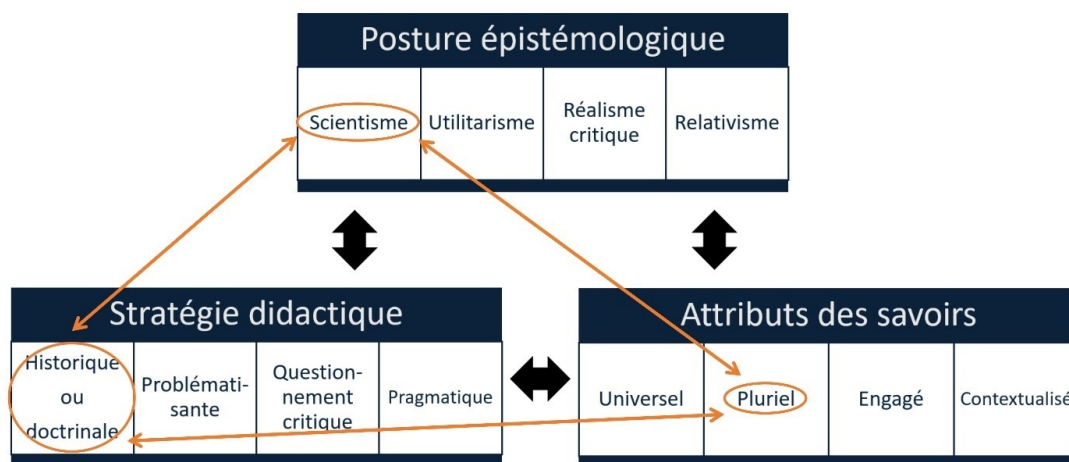 Posture épistémologique
Scientisme
Utilitarisme
Réalisme
critique
Relativisme
Stratégie didactique
Historique
ou
doctrinale
Problémati-
sante
Question-
nement
critique
Pragmatique
Attributs des savoirs
Universel
Pluriel
Engagé
Contextualisé